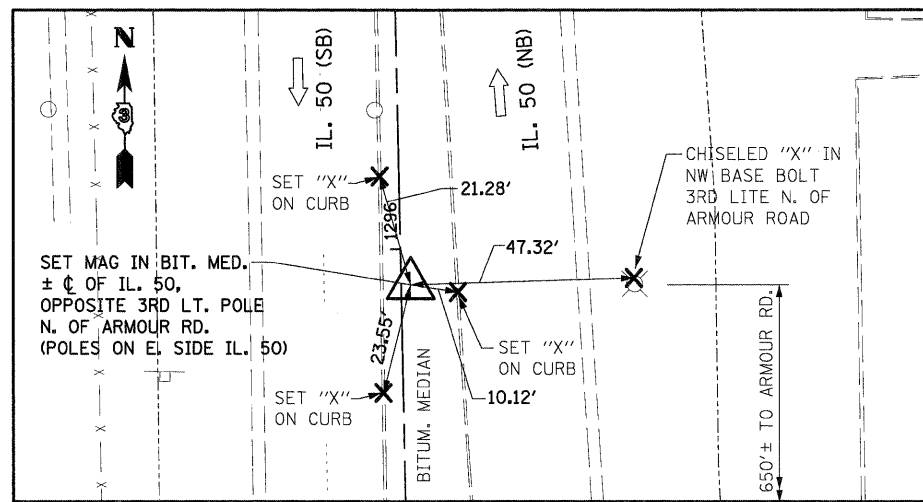 N
IL. 50 (SB)
IL. 50 (NB)
CHISELED "X" IN
NW BASE BOLT
3RD LITE N. OF
ARMOUR ROAD
SET "X"
ON CURB
21.28'
1296
47.32'
SET MAG IN BIT. MED.
± ℄ OF IL. 50,
OPPOSITE 3RD LT. POLE
N. OF ARMOUR RD.
(POLES ON E. SIDE IL. 50)
23.55'
SET "X"
ON CURB
10.12'
SET "X"
ON CURB
BITUM. MEDIAN
650'± TO ARMOUR RD.